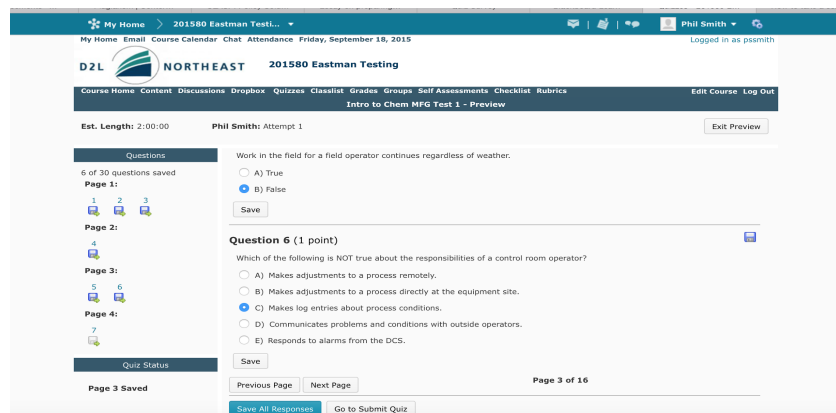 My Home 201580 Eastman Testi... Phil Smith
My Home Email Course Calendar Chat Attendance Friday, September 18, 2015 Logged in as pssmith
D2L NORTHEAST 201580 Eastman Testing
Course Home Content Discussions Dropbox Quizzes Classlist Grades Groups Self Assessments Checklist Rubrics Edit Course Log Out
Intro to Chem MFG Test 1 - Preview
Est. Length: 2:00:00 Phil Smith: Attempt 1 Exit Preview
Questions
6 of 30 questions saved
Page 1:
1 2 3
Page 2:
4
Page 3:
5 6
Page 4:
7
Quiz Status
Page 3 Saved
Work in the field for a field operator continues regardless of weather.
A) True
B) False
Save
Question 6 (1 point)
Which of the following is NOT true about the responsibilities of a control room operator?
A) Makes adjustments to a process remotely.
B) Makes adjustments to a process directly at the equipment site.
C) Makes log entries about process conditions.
D) Communicates problems and conditions with outside operators.
E) Responds to alarms from the DCS.
Save
Previous Page Next Page Page 3 of 16
Save All Responses Go to Submit Quiz